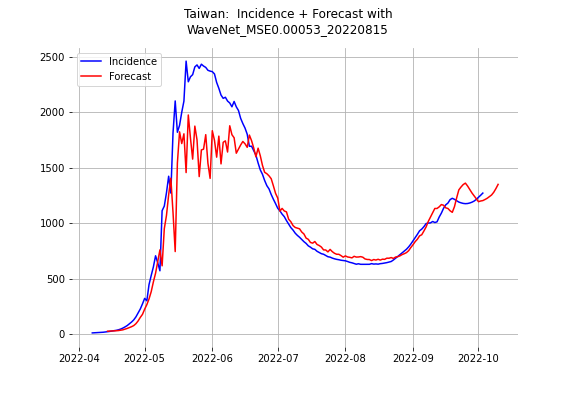 Taiwan:  Incidence + Forecast with
WaveNet_MSE0.00053_20220815
Incidence
Forecast
2500
2000
1500
1000
500
0
2022-04 2022-05 2022-06 2022-07 2022-08 2022-09 2022-10